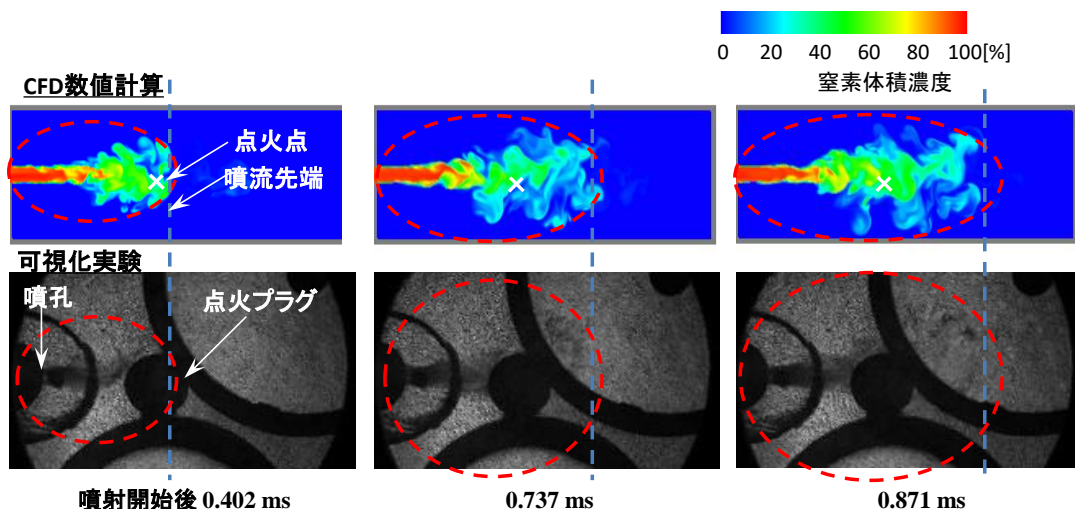 0 20 40 60 80 100[%]
窒素体積濃度
CFD数値計算
点火点
噴流先端
可視化実験
噴孔
点火プラグ
噴射開始後 0.402 ms
0.737 ms
0.871 ms